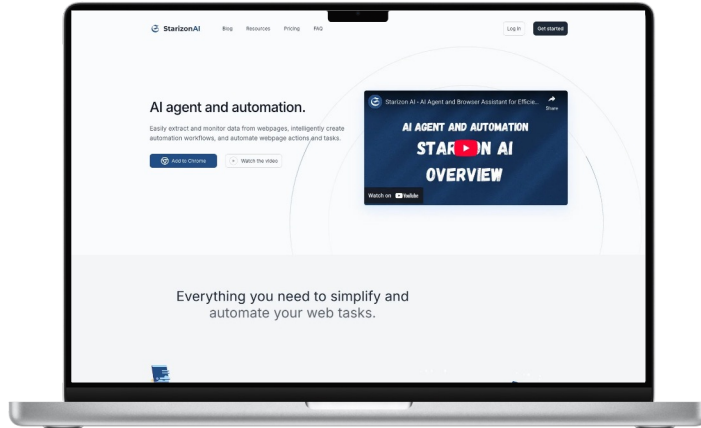 StarizonAI
Blog
Resources
Pricing
FAQ
Log In
Get started
AI agent and automation.
Easily extract and monitor data from webpages, intelligently create
automation workflows, and automate webpage actions and tasks.
Add to Chrome
Watch the video
Starizon AI - AI Agent and Browser Assistant for Efficie...
Share
AI AGENT AND AUTOMATION
STAR ON AI
OVERVIEW
Watch on YouTube
Everything you need to simplify and
automate your web tasks.